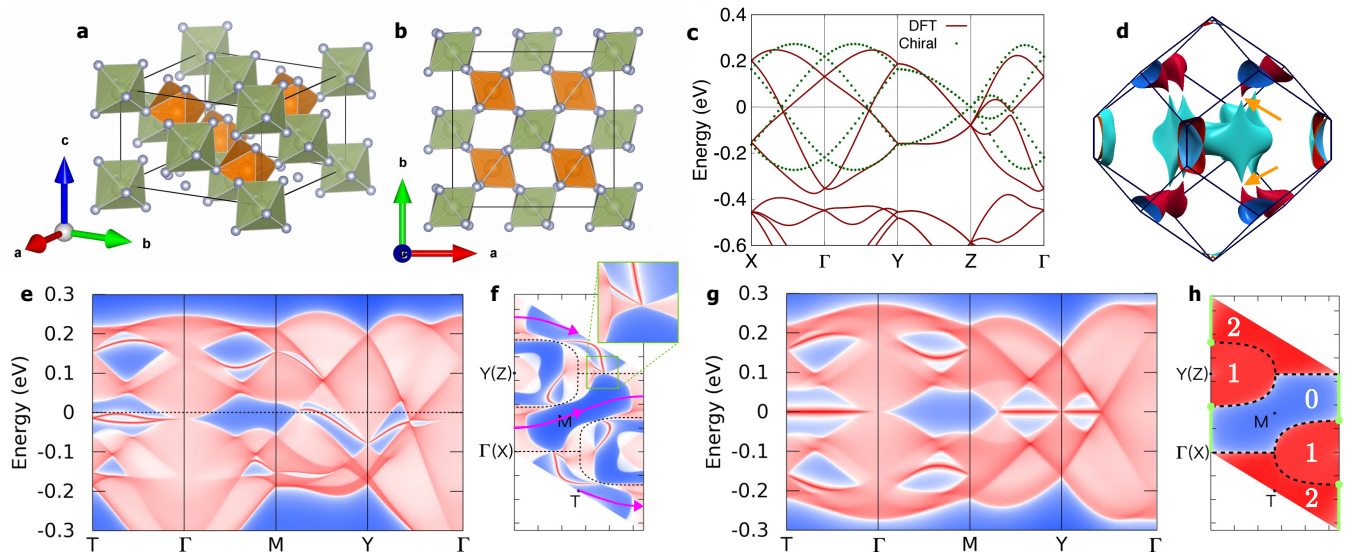 a
c
a
b
b
b
c
a
c
DFT
Chiral
Energy (eV)
0.4
0.2
0
-0.2
-0.4
-0.6
X
Γ
Y
Z
Γ
d
e
Energy (eV)
0.3
0.2
0.1
0
-0.1
-0.2
-0.3
T
Γ
M
Y
Γ
f
Y(Z)
M
Γ(X)
T
g
Energy (eV)
0.3
0.2
0.1
0
-0.1
-0.2
-0.3
T
Γ
M
Y
Γ
h
2
Y(Z)
1
0
M
Γ(X)
1
T
2